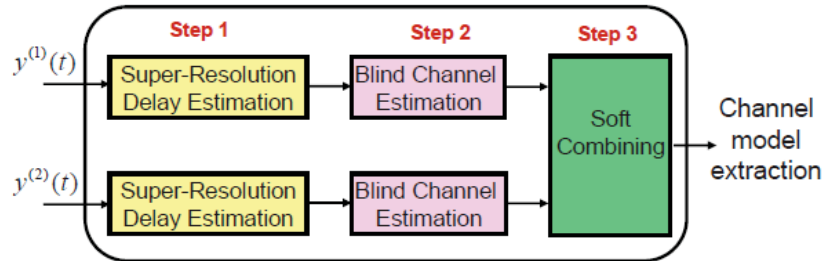 Step 1
Step 2
Step 3
y⁽¹⁾(t)
Super-Resolution
Delay Estimation
Blind Channel
Estimation
Soft
Combining
Channel
model
extraction
y⁽²⁾(t)
Super-Resolution
Delay Estimation
Blind Channel
Estimation